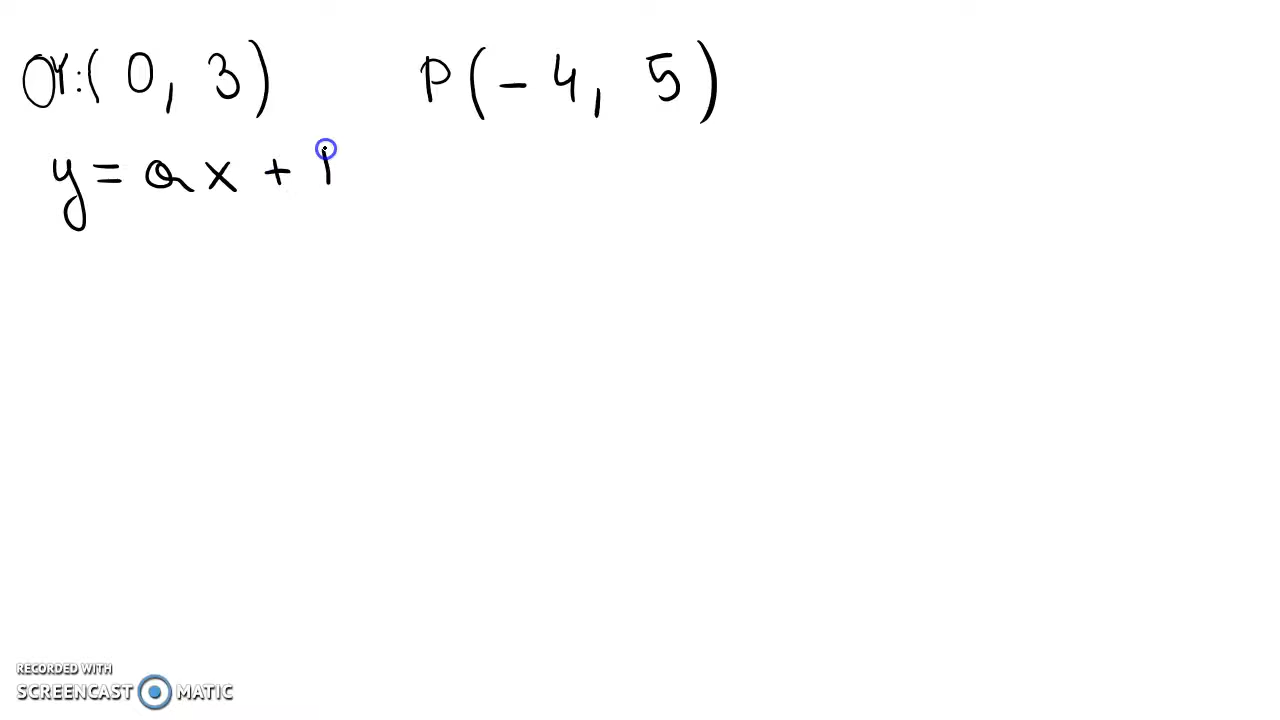 OY:( 0, 3)
P(- 4, 5)
y = ax +
RECORDED WITH
SCREENCAST MATIC